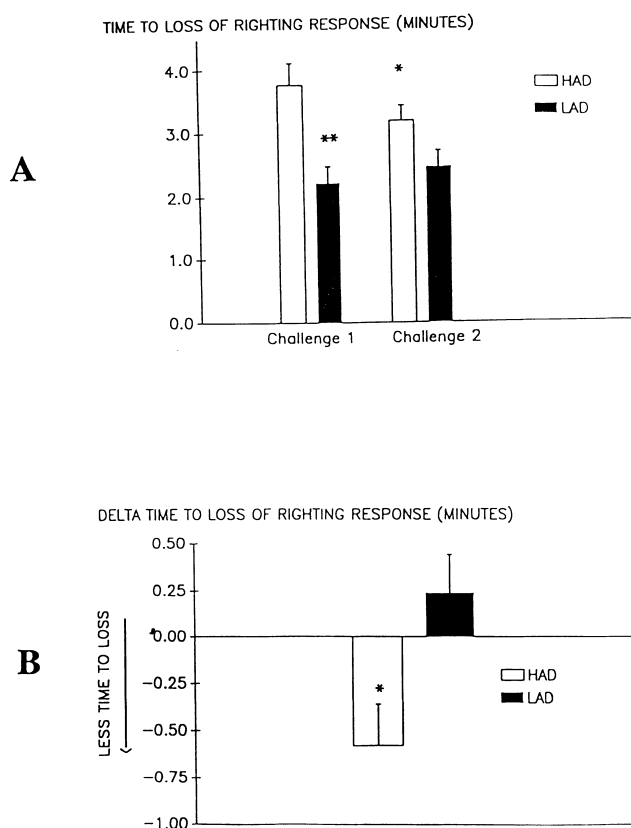 TIME TO LOSS OF RIGHTING RESPONSE (MINUTES)
4.0
3.0
2.0
1.0
0.0
*
**
HAD
LAD
A
Challenge 1 Challenge 2
DELTA TIME TO LOSS OF RIGHTING RESPONSE (MINUTES)
0.50
0.25
0.00
-0.25
-0.50
-0.75
-1.00
LESS TIME TO LOSS
B
*
HAD
LAD